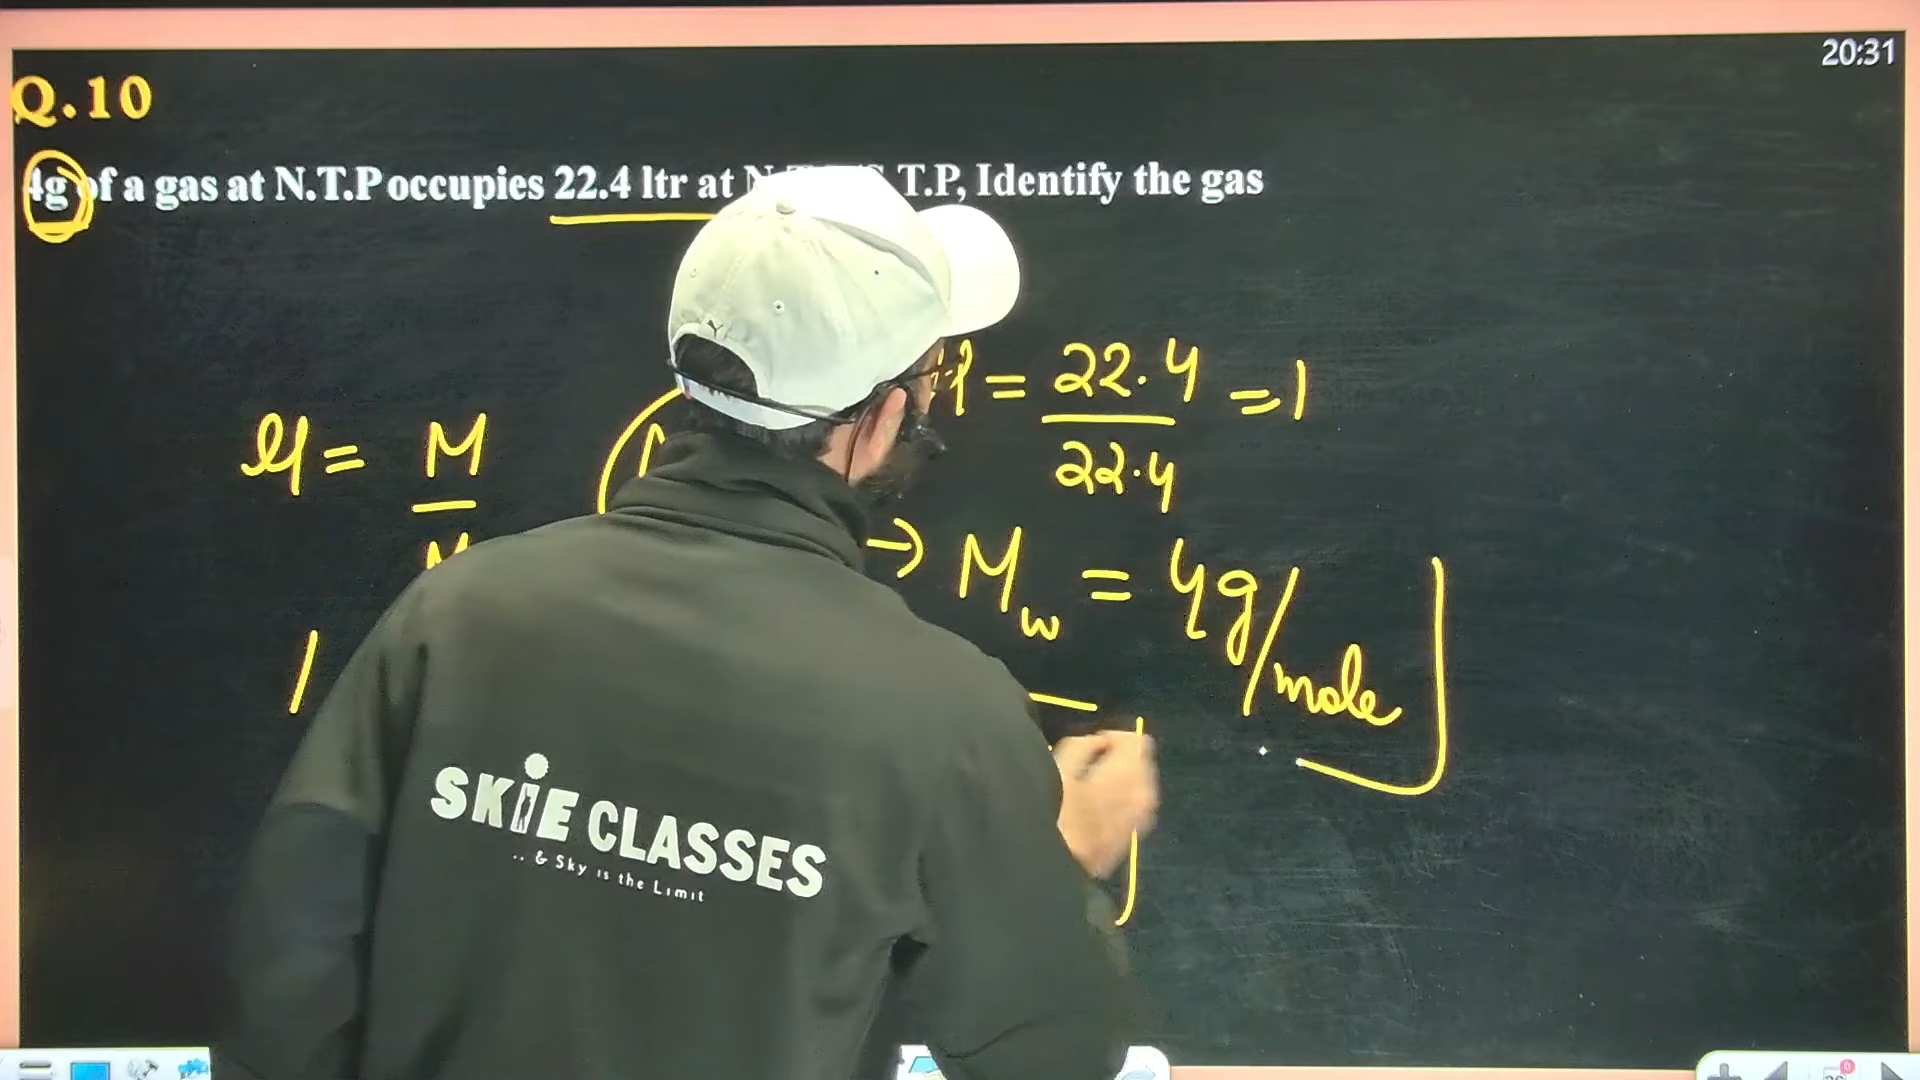 20:31
Q.10
4g of a gas at N.T.P occupies 22.4 ltr at T.P, Identify the gas
= 22.4 / 22.4 = 1
η = M
→ Mw = 4g/mole
1
SKIE CLASSES
.. & Sky is the Limit